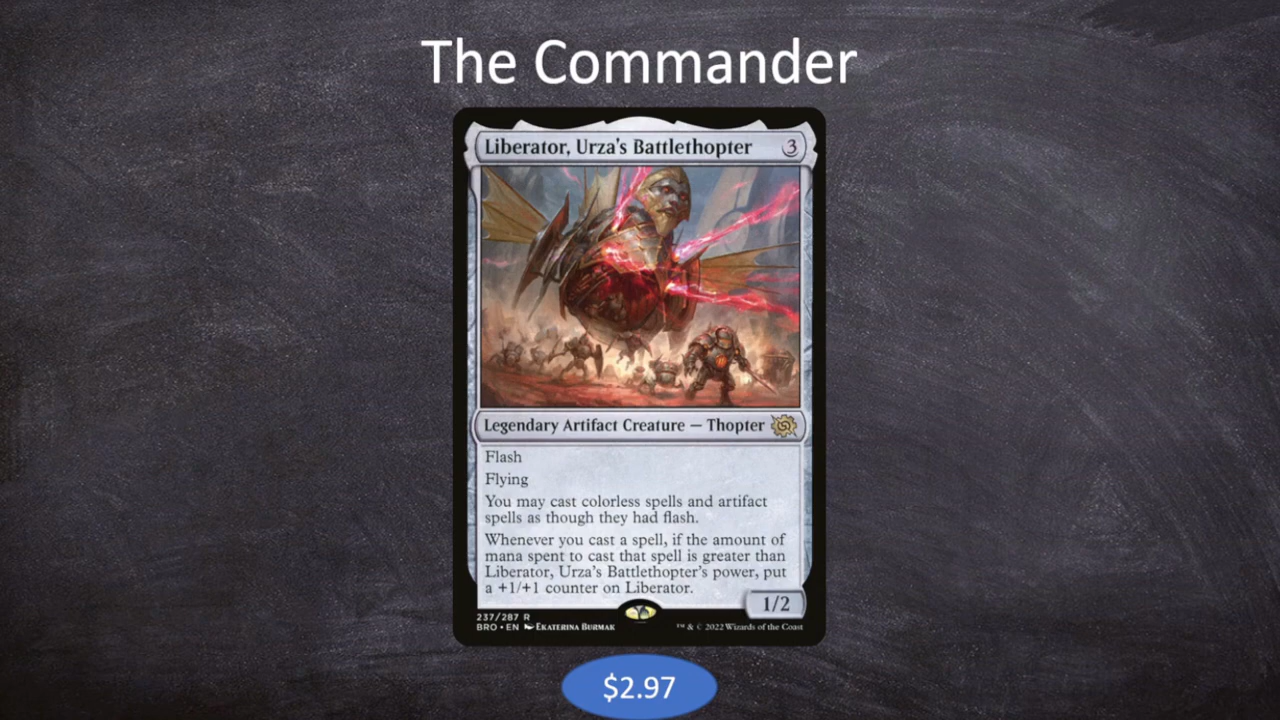 The Commander
Liberator, Urza's Battlethopter 3
Legendary Artifact Creature — Thopter
Flash
Flying
You may cast colorless spells and artifact
spells as though they had flash.
Whenever you cast a spell, if the amount of
mana spent to cast that spell is greater than
Liberator, Urza's Battlethopter's power, put
a +1/+1 counter on Liberator.
1/2
237/287 R
BRO • EN Ekaterina Burmak
™ & © 2022 Wizards of the Coast
$2.97